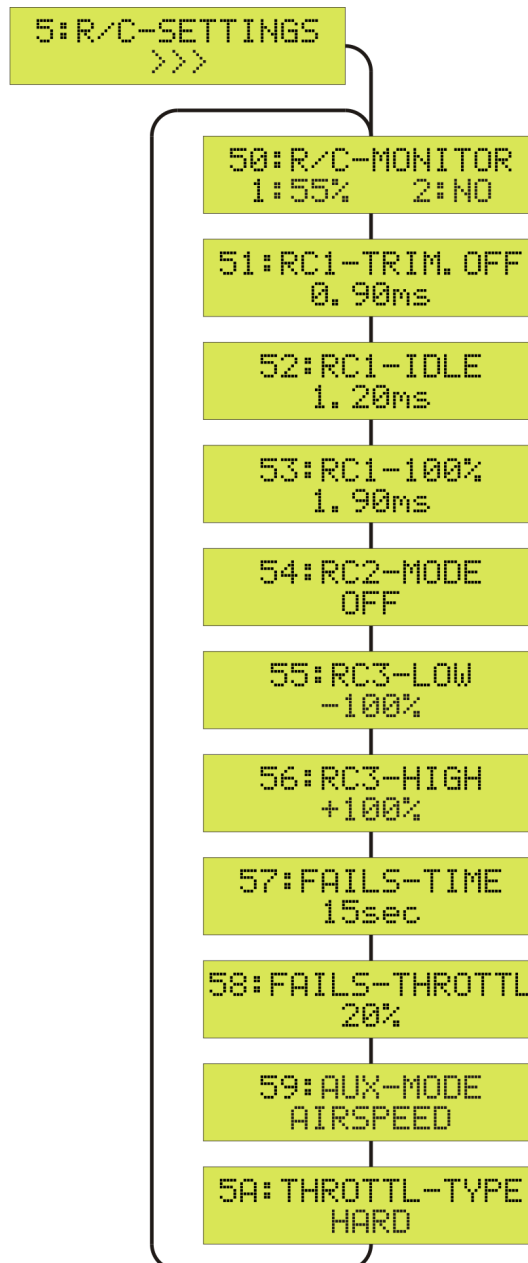 5:R/C-SETTINGS
>>>
50:R/C-MONITOR
1:55% 2:NO
51:RC1-TRIM.OFF
0.90ms
52:RC1-IDLE
1.20ms
53:RC1-100%
1.90ms
54:RC2-MODE
OFF
55:RC3-LOW
-100%
56:RC3-HIGH
+100%
57:FAILS-TIME
15sec
58:FAILS-THROTTL
20%
59:AUX-MODE
AIRSPEED
5A:THROTTL-TYPE
HARD